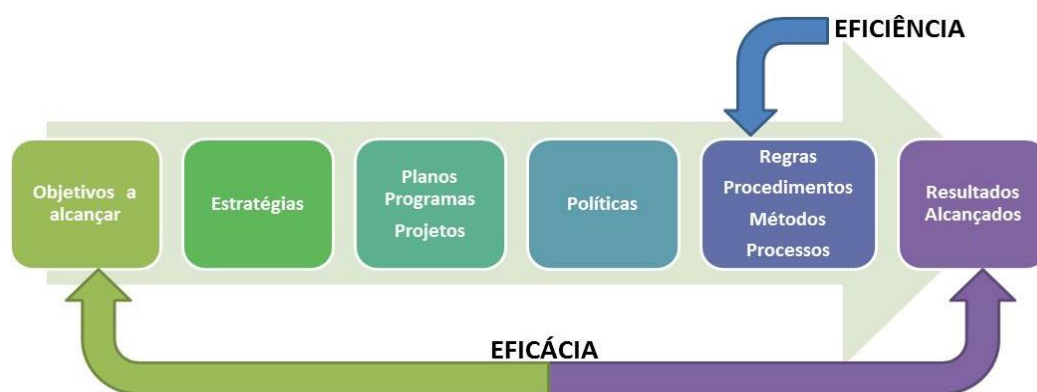 EFICIÊNCIA
Objetivos a
alcançar
Estratégias
Planos
Programas
Projetos
Políticas
Regras
Procedimentos
Métodos
Processos
Resultados
Alcançados
EFICÁCIA